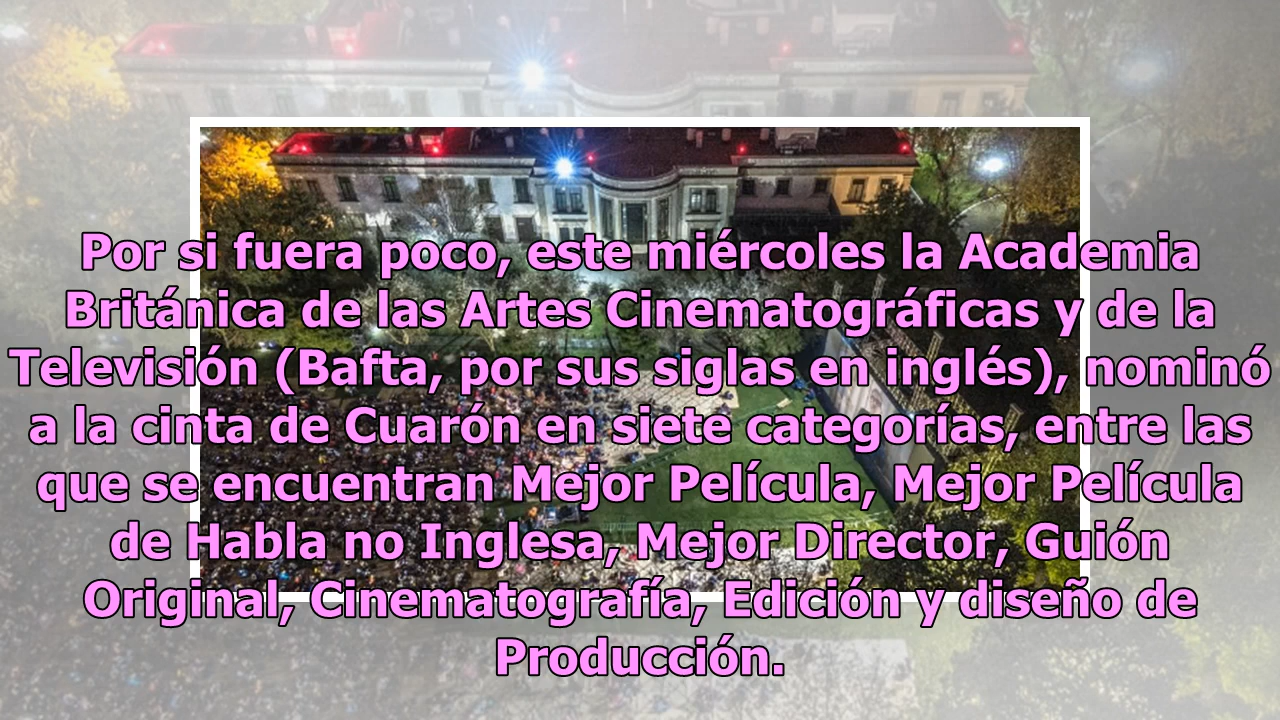 Por si fuera poco, este miércoles la Academia
Británica de las Artes Cinematográficas y de la
Televisión (Bafta, por sus siglas en inglés), nominó
a la cinta de Cuarón en siete categorías, entre las
que se encuentran Mejor Película, Mejor Película
de Habla no Inglesa, Mejor Director, Guión
Original, Cinematografía, Edición y diseño de
Producción.